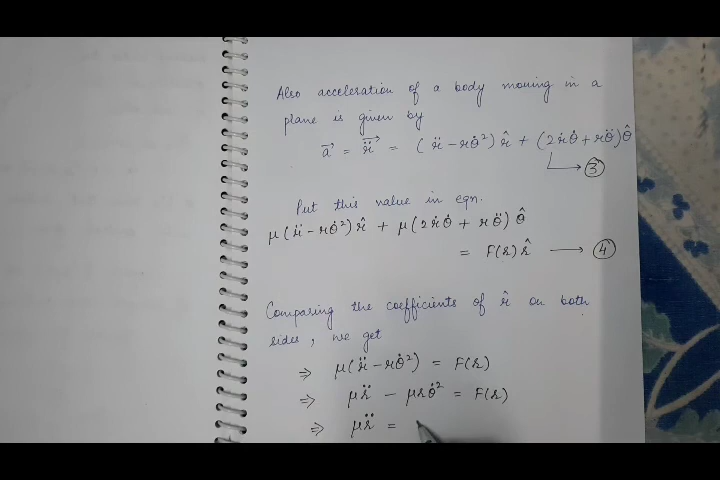 Also acceleration of a body moving in a
plane is given by
a⃗ = r̈⃗ = (r̈ - rθ̇²) r̂ + (2ṙθ̇ + rθ̈) θ̂
→ ③
Put this value in eqn.
μ(r̈ - rθ̇²) r̂ + μ(2ṙθ̇ + rθ̈) θ̂
= F(r) r̂ → ④
Comparing the coefficients of r̂ on both
sides, we get
⇒ μ(r̈ - rθ̇²) = F(r)
⇒ μr̈ - μrθ̇² = F(r)
⇒ μr̈ =